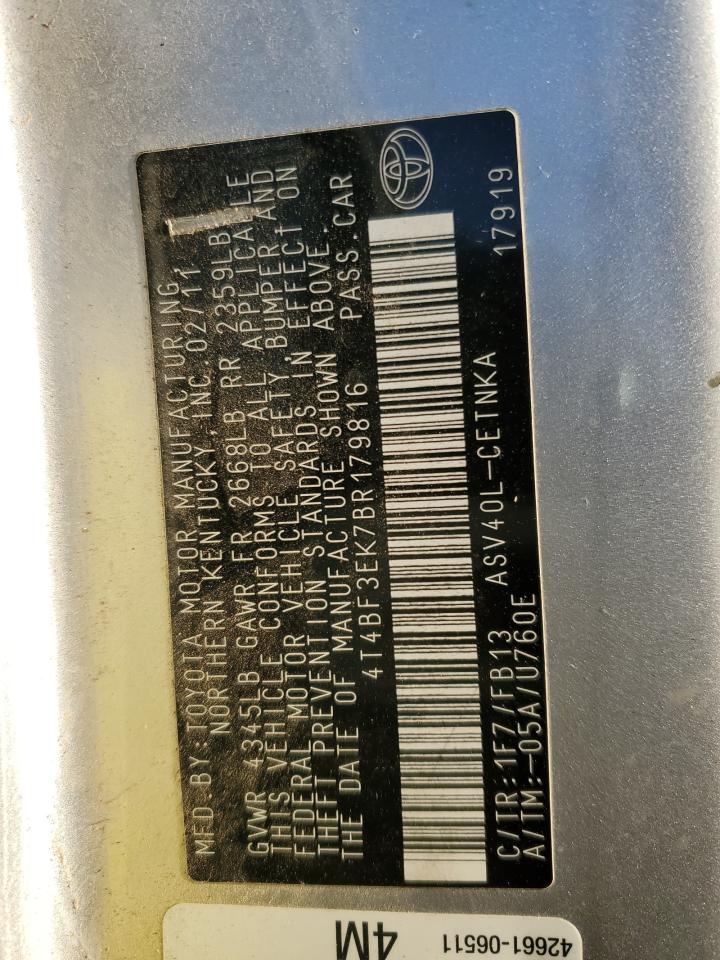 MFD BY: TOYOTA MOTOR MANUFACTURING,
NORTHERN KENTUCKY, INC. 02/11
GVWR 4345LB GAWR FR 2668LB RR 2359LB
THIS VEHICLE CONFORMS TO ALL APPLICABLE
FEDERAL MOTOR VEHICLE SAFETY, BUMPER AND
THEFT PREVENTION STANDARDS IN EFFECT ON
THE DATE OF MANUFACTURE SHOWN ABOVE.
4T4BF3EK7BR179816 PASS.CAR
C/TR: 1F7/FB13 ASV40L-CETNKA 17919
A/TM:-05A/U760E
4M
42661-06511